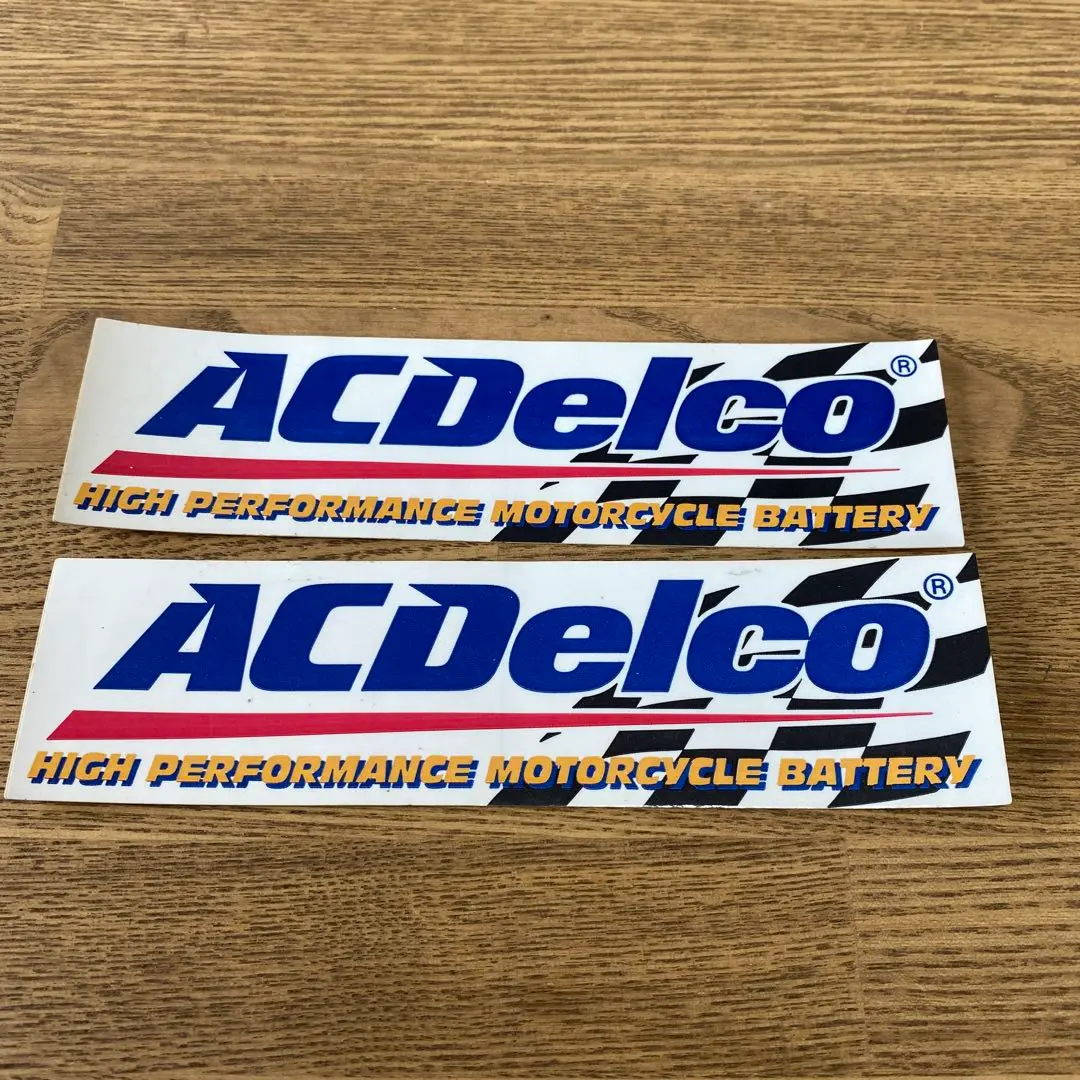 ACDelco®
HIGH PERFORMANCE MOTORCYCLE BATTERY
ACDelco®
HIGH PERFORMANCE MOTORCYCLE BATTERY